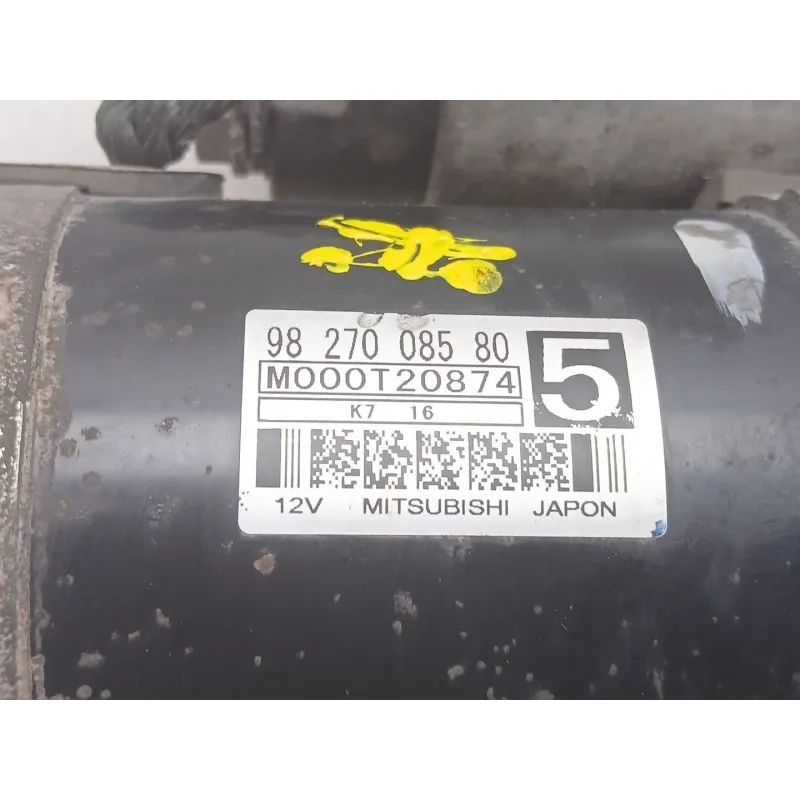 98 270 085 80
M000T20874
5
K7 16
12V MITSUBISHI JAPON